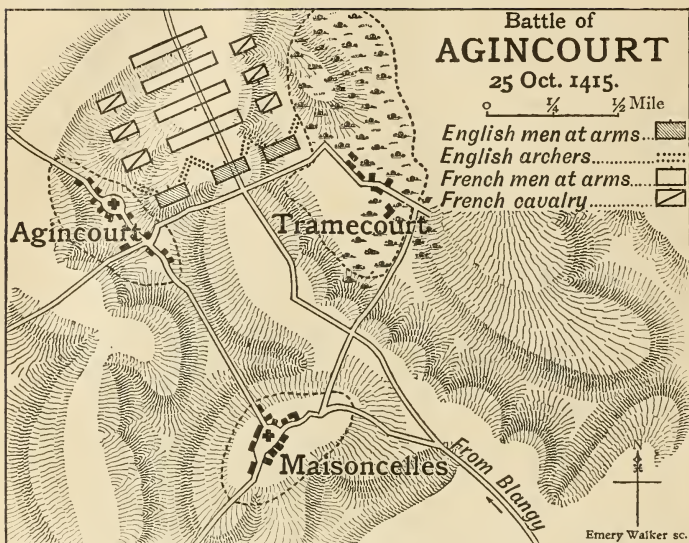 Battle of
AGINCOURT
25 Oct. 1415.
0 ¼ ½ Mile
English men at arms...
English archers...............
French men at arms......
French cavalry..............
Agincourt
Tramecourt
Maisoncelles
From Blangy
N
Emery Walker sc.